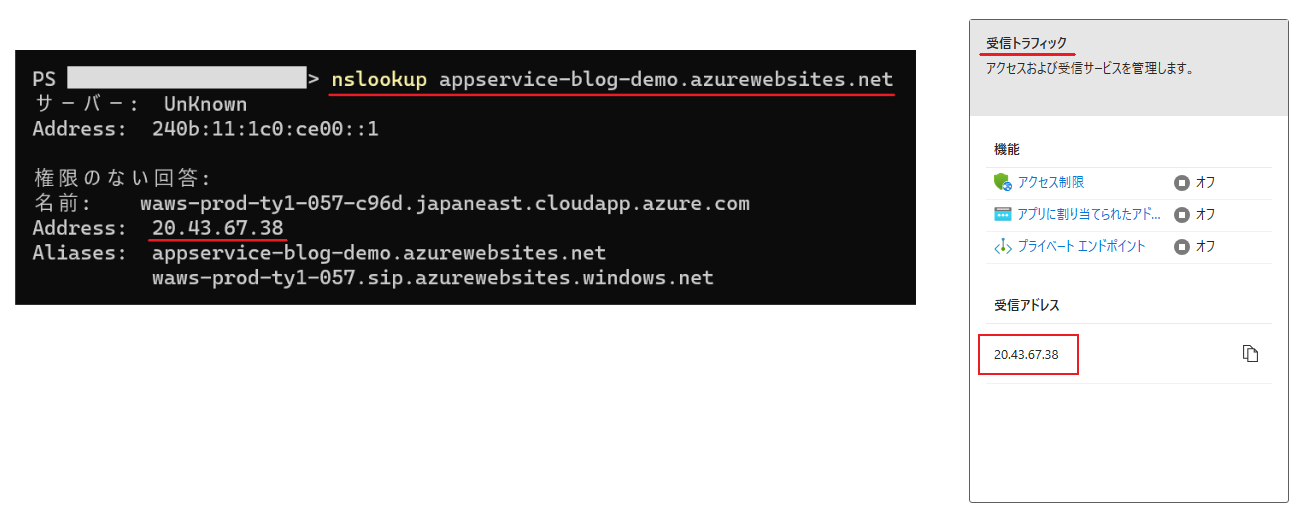 PS > nslookup appservice-blog-demo.azurewebsites.net
サーバー: UnKnown
Address: 240b:11:1c0:ce00::1
権限のない回答:
名前: waws-prod-ty1-057-c96d.japaneast.cloudapp.azure.com
Address: 20.43.67.38
Aliases: appservice-blog-demo.azurewebsites.net
waws-prod-ty1-057.sip.azurewebsites.windows.net
受信トラフィック
アクセスおよび受信サービスを管理します。
機能
アクセス制限 オフ
アプリに割り当てられたアド... オフ
プライベート エンドポイント オフ
受信アドレス
20.43.67.38